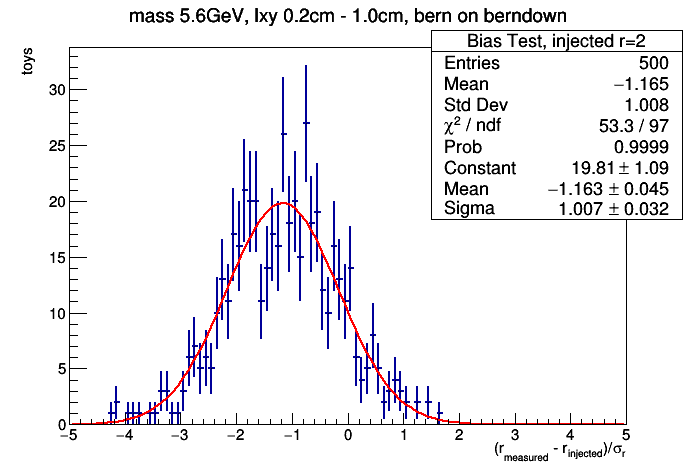 mass 5.6GeV, lxy 0.2cm - 1.0cm, bern on berndown
Bias Test, injected r=2
Entries 500
Mean −1.165
Std Dev 1.008
χ² / ndf 53.3 / 97
Prob 0.9999
Constant 19.81 ± 1.09
Mean −1.163 ± 0.045
Sigma 1.007 ± 0.032
toys
30
25
20
15
10
5
0
−5 −4 −3 −2 −1 0 1 2 3 4 5
(r_measured - r_injected)/σ_r